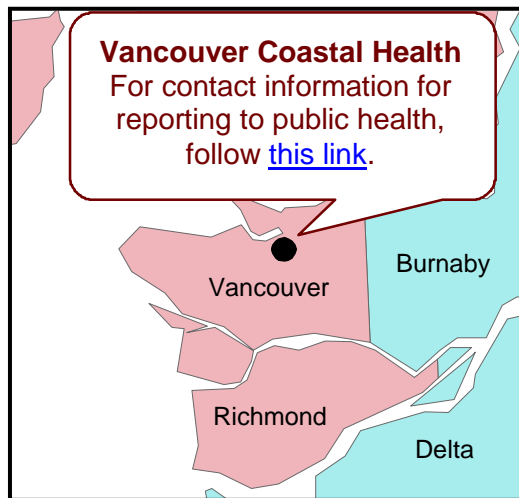 Vancouver Coastal Health
For contact information for
reporting to public health,
follow this link.
Burnaby
Vancouver
Richmond
Delta